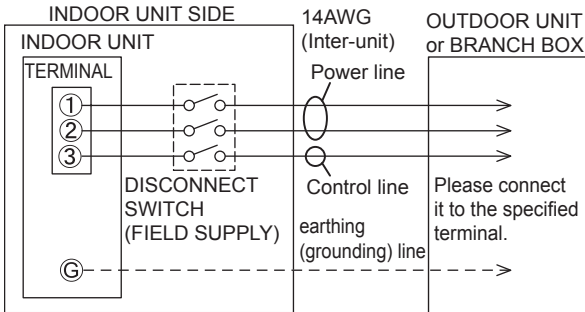 INDOOR UNIT SIDE
INDOOR UNIT
TERMINAL
1
2
3
G
DISCONNECT
SWITCH
(FIELD SUPPLY)
14AWG
(Inter-unit)
Power line
Control line
earthing
(grounding) line
OUTDOOR UNIT
or BRANCH BOX
Please connect
it to the specified
terminal.